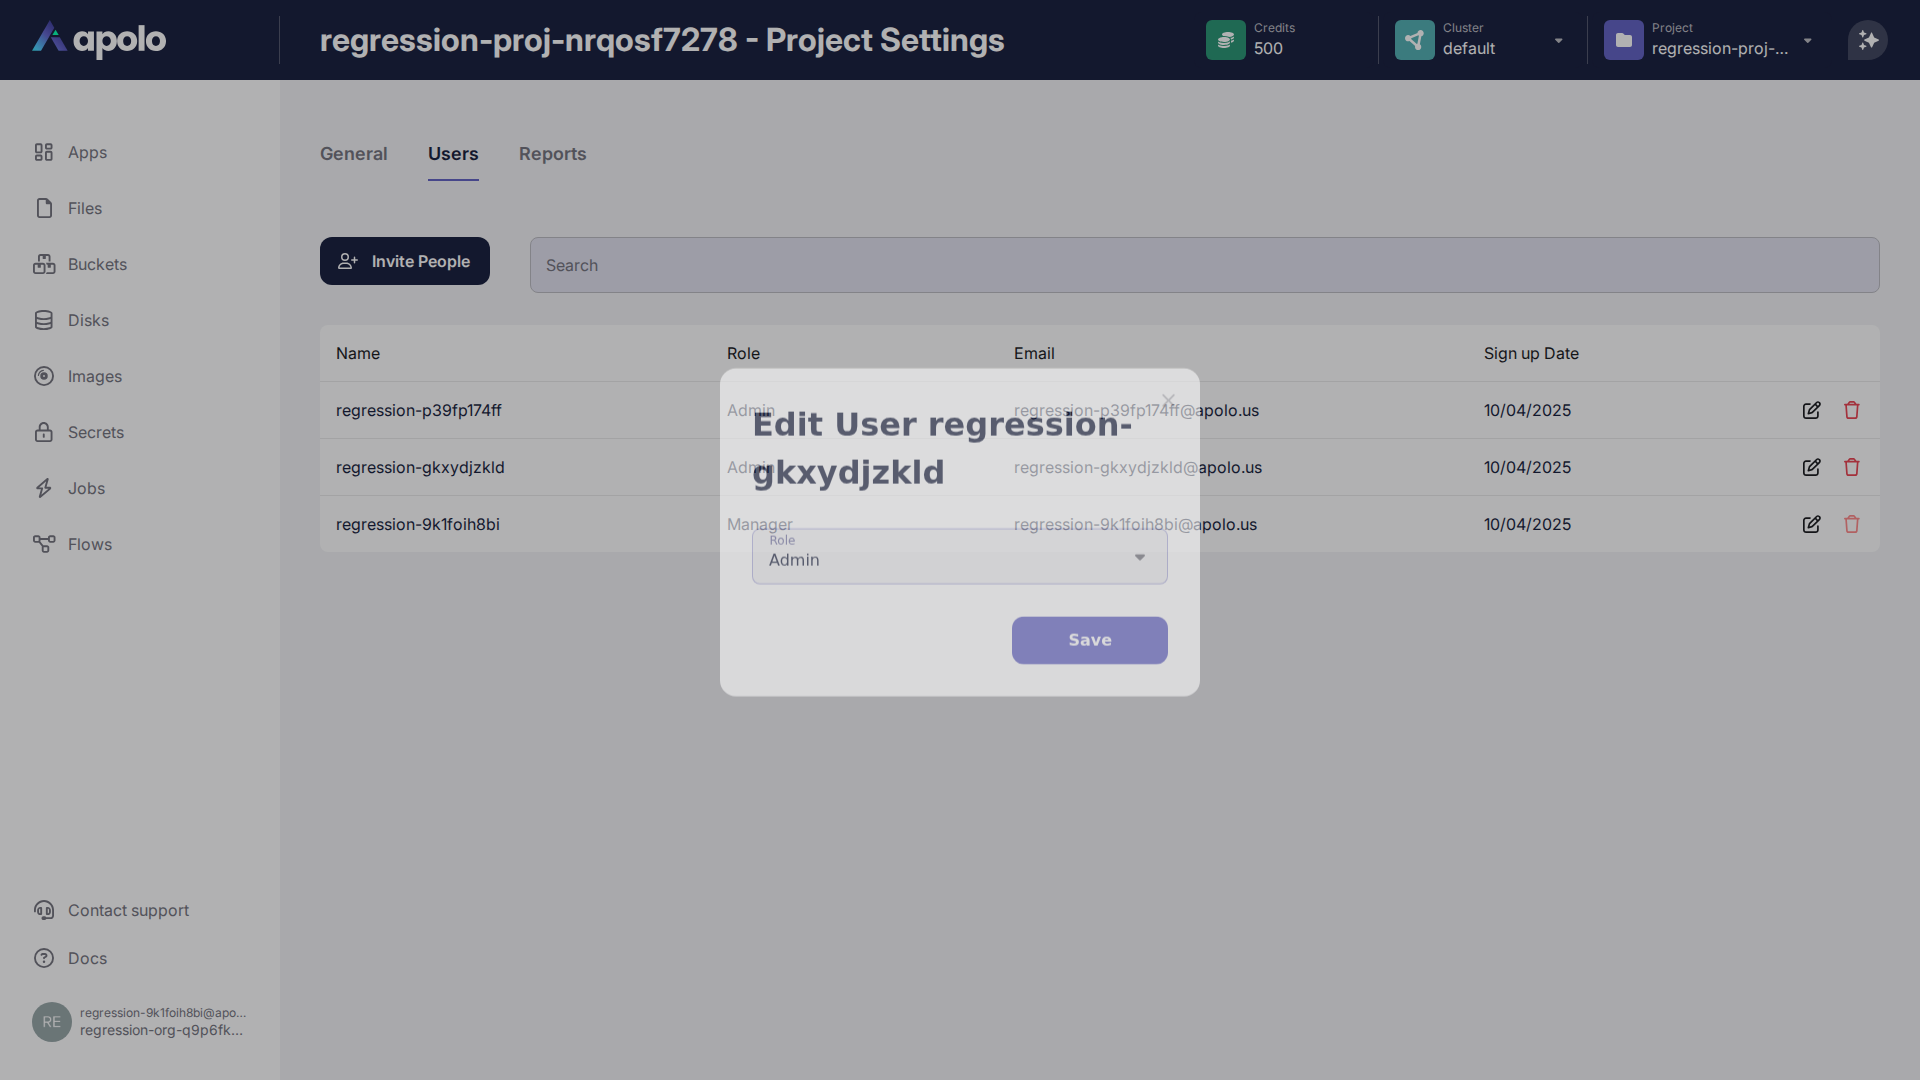 apolo
regression-proj-nrqosf7278 - Project Settings
Credits
500
Cluster
default
Project
regression-proj-...
Apps
Files
Buckets
Disks
Images
Secrets
Jobs
Flows
General Users Reports
Invite People
Search
Name Role Email Sign up Date
regression-p39fp174ff Admin regression-p39fp174ff@apolo.us 10/04/2025
regression-gkxydjzkld Admin regression-gkxydjzkld@apolo.us 10/04/2025
regression-9k1foih8bi Manager regression-9k1foih8bi@apolo.us 10/04/2025
Edit User regression-
gkxydjzkld
Role
Admin
Save
Contact support
Docs
RE
regression-9k1foih8bi@apo...
regression-org-q9p6fk...